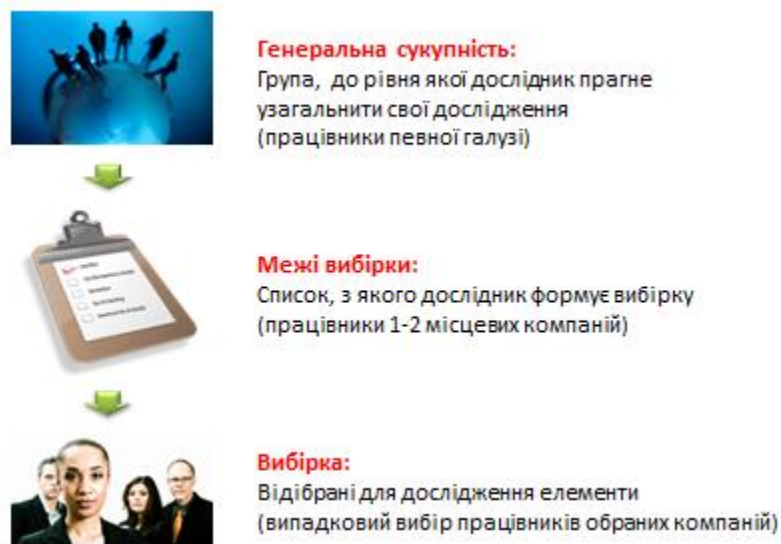 Генеральна сукупність:
Група, до рівня якої дослідник прагне
узагальнити свої дослідження
(працівники певної галузі)
Межі вибірки:
Список, з якого дослідник формує вибірку
(працівники 1-2 місцевих компаній)
Вибірка:
Відібрані для дослідження елементи
(випадковий вибір працівників обраних компаній)